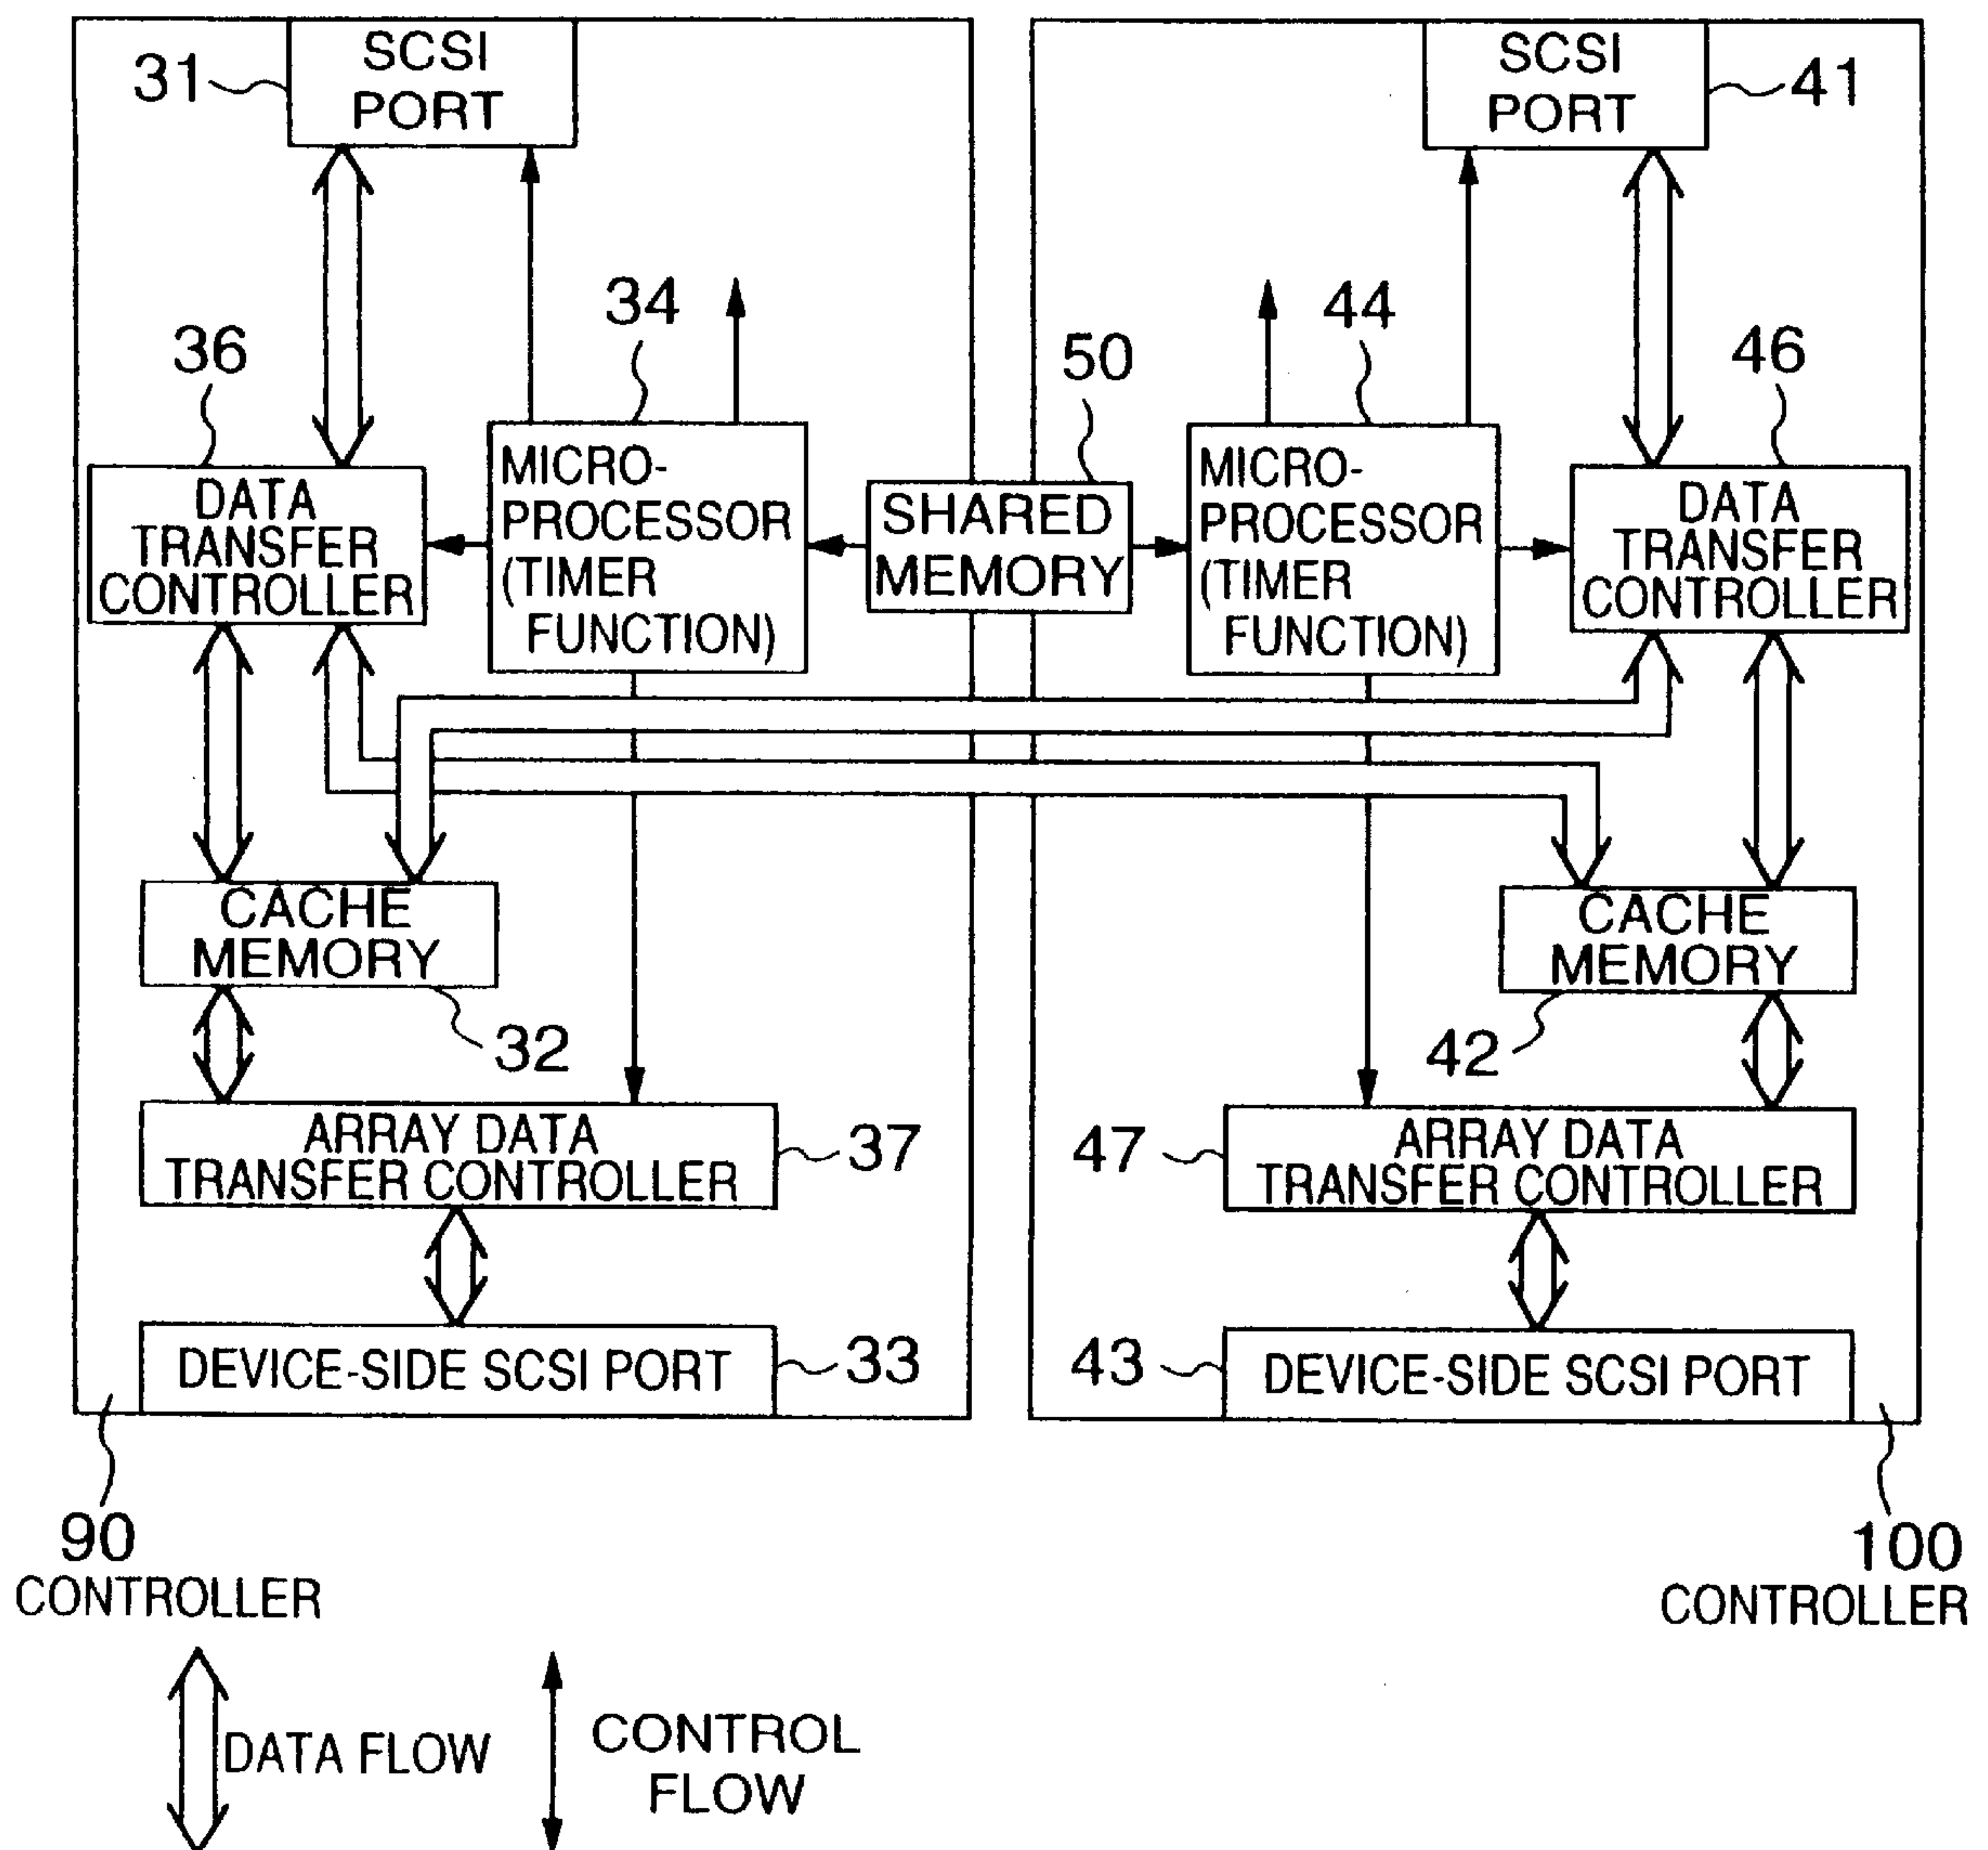 SCSI
PORT
31
SCSI
PORT
41
34
44
36
50
46
MICRO-
PROCESSOR
(TIMER
FUNCTION)
MICRO-
PROCESSOR
(TIMER
FUNCTION)
DATA
TRANSFER
CONTROLLER
SHARED
MEMORY
DATA
TRANSFER
CONTROLLER
CACHE
MEMORY
CACHE
MEMORY
32
42
ARRAY DATA
TRANSFER CONTROLLER
37
47
ARRAY DATA
TRANSFER CONTROLLER
DEVICE-SIDE SCSI PORT
33
43
DEVICE-SIDE SCSI PORT
90
CONTROLLER
100
CONTROLLER
DATA FLOW
CONTROL
FLOW